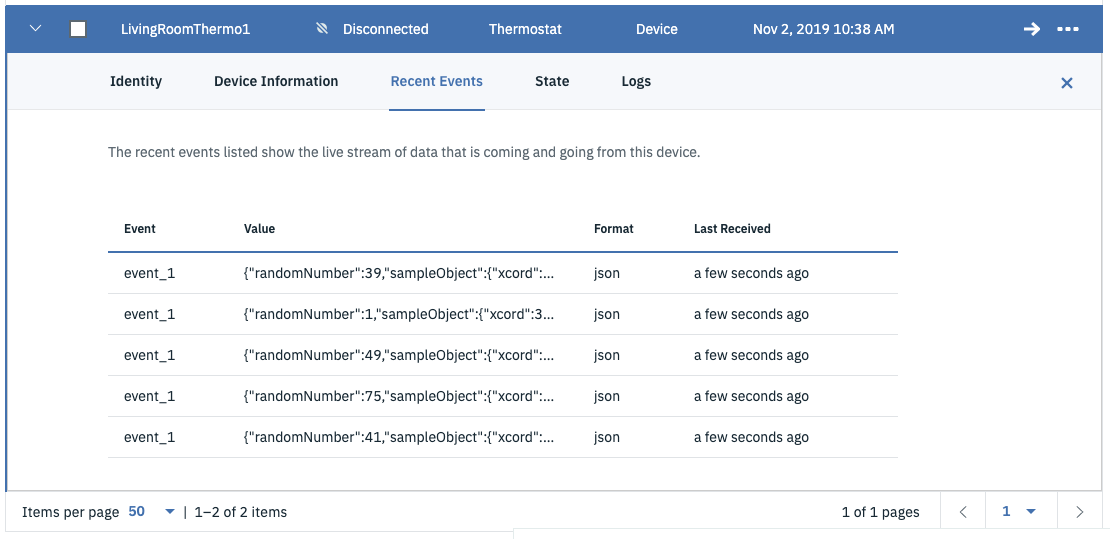 LivingRoomThermo1 Disconnected Thermostat Device Nov 2, 2019 10:38 AM
Identity Device Information Recent Events State Logs
The recent events listed show the live stream of data that is coming and going from this device.
Event Value Format Last Received
event_1 {"randomNumber":39,"sampleObject":{"xcord":... json a few seconds ago
event_1 {"randomNumber":1,"sampleObject":{"xcord":3... json a few seconds ago
event_1 {"randomNumber":49,"sampleObject":{"xcord":... json a few seconds ago
event_1 {"randomNumber":75,"sampleObject":{"xcord":... json a few seconds ago
event_1 {"randomNumber":41,"sampleObject":{"xcord":... json a few seconds ago
Items per page 50 | 1–2 of 2 items 1 of 1 pages 1